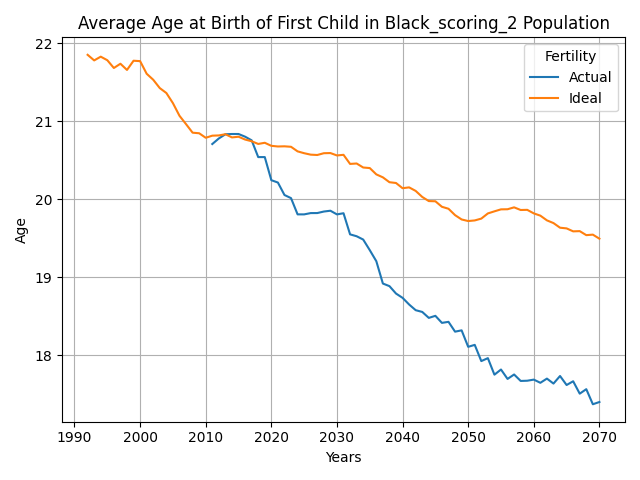 Average Age at Birth of First Child in Black_scoring_2 Population
22
21
20
19
18
Age
1990 2000 2010 2020 2030 2040 2050 2060 2070
Years
Fertility
Actual
Ideal